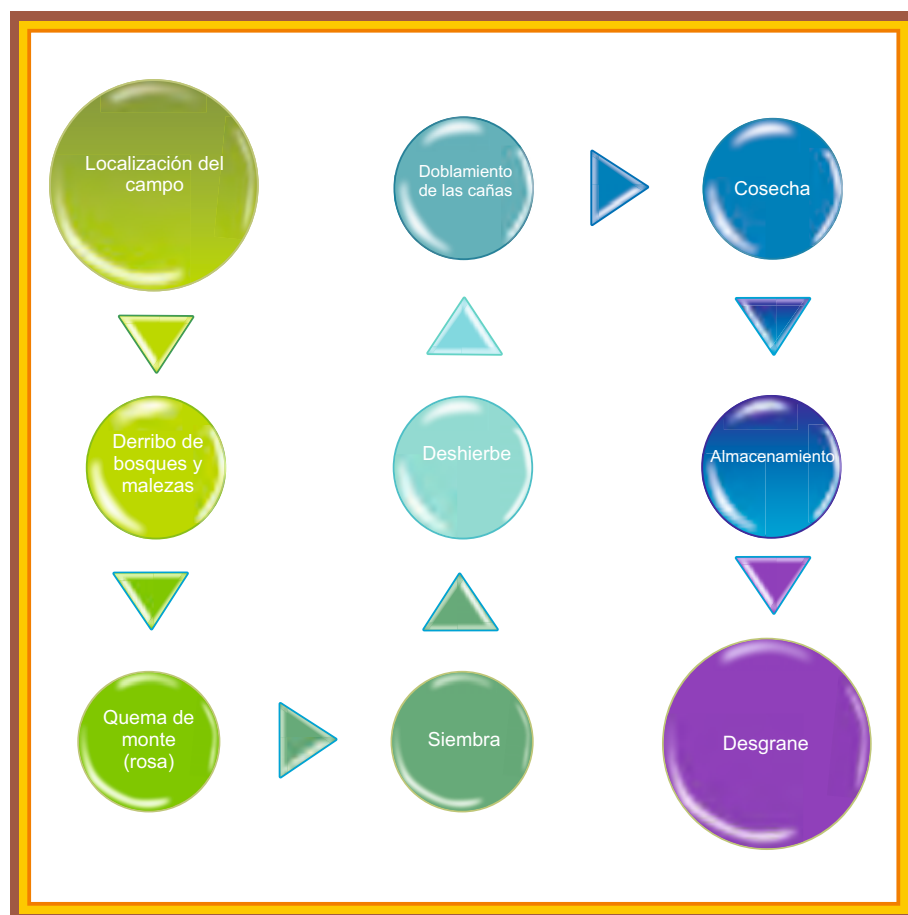 Localización del
campo
Derribo de
bosques y
malezas
Quema de
monte
(rosa)
Siembra
Deshierbe
Doblamiento
de las cañas
Cosecha
Almacenamiento
Desgrane